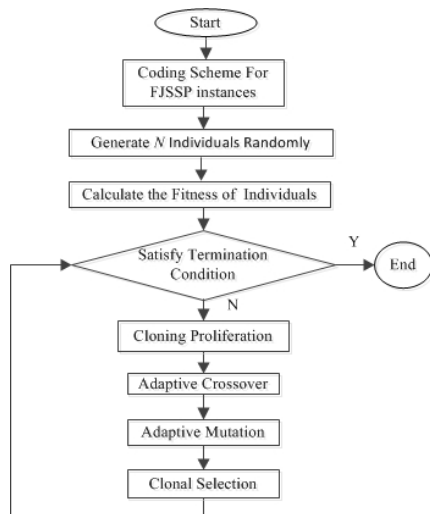 Start
Coding Scheme For
FJSSP instances
Generate N Individuals Randomly
Calculate the Fitness of Individuals
Satisfy Termination
Condition
Y
End
N
Cloning Proliferation
Adaptive Crossover
Adaptive Mutation
Clonal Selection